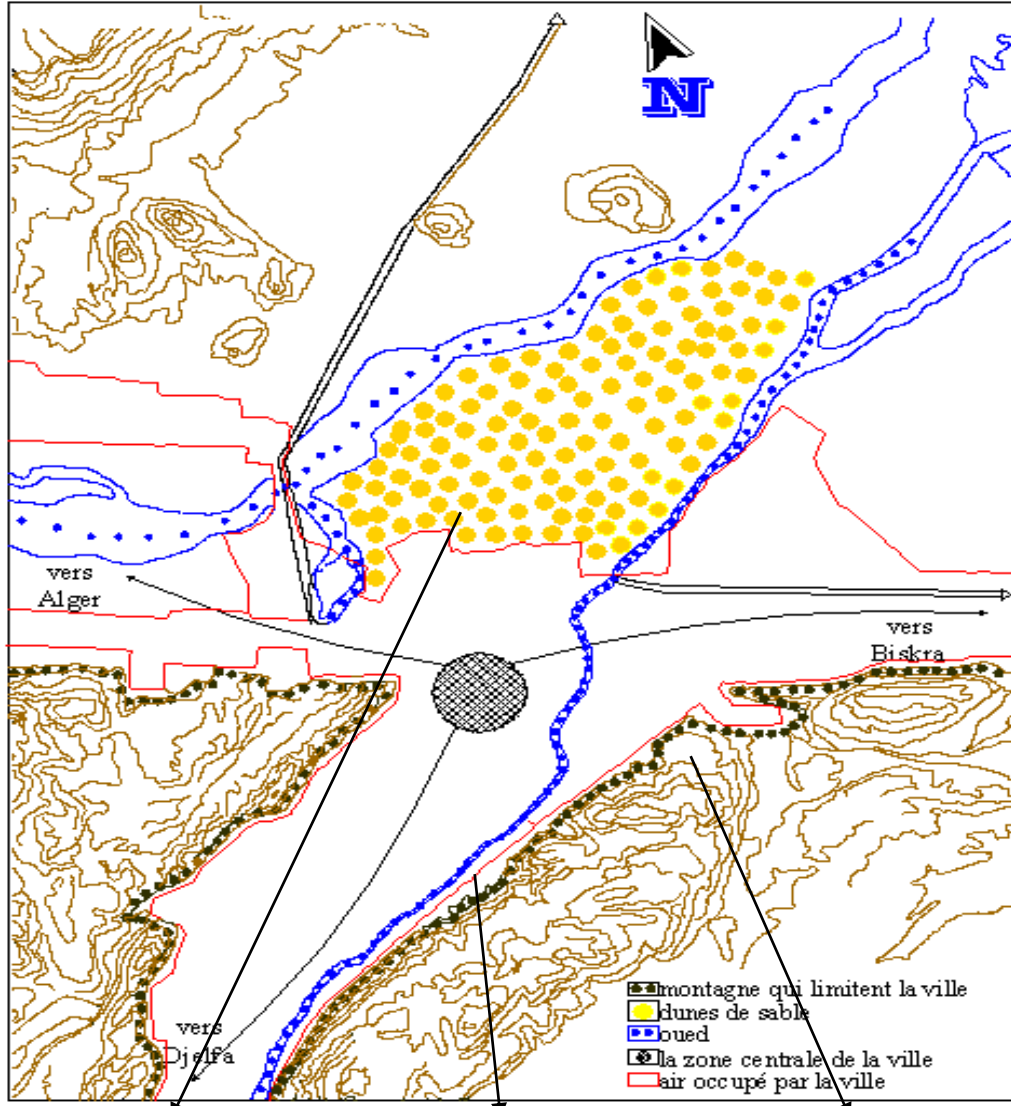 N
vers
Alger
vers
Biskra
vers
Djelfa
montagne qui limitent la ville
dunes de sable
oued
la zone centrale de la ville
air occupé par la ville